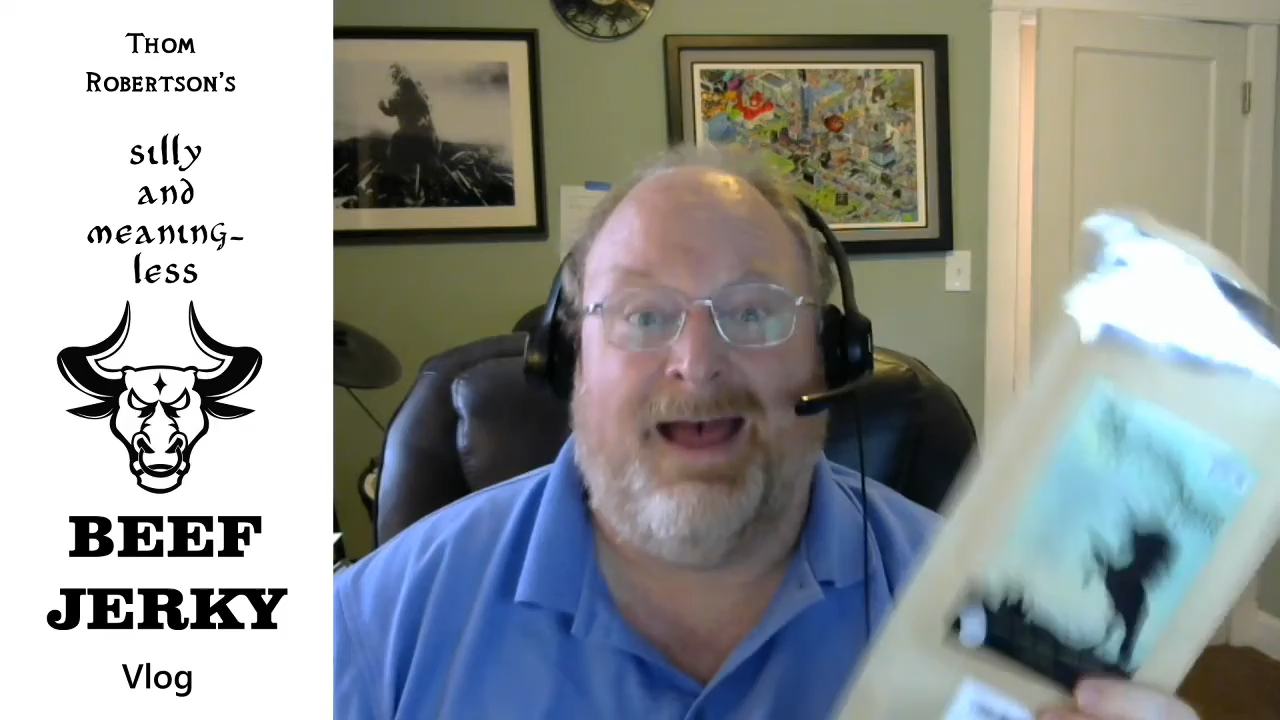 Thom
Robertson's
silly
and
meaning-
less
BEEF
JERKY
Vlog